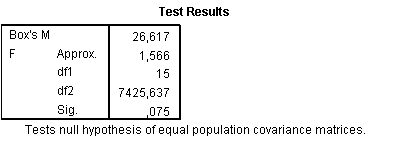 Test Results
Box's M 26,617
F Approx. 1,566
df1 15
df2 7425,637
Sig. ,075
Tests null hypothesis of equal population covariance matrices.